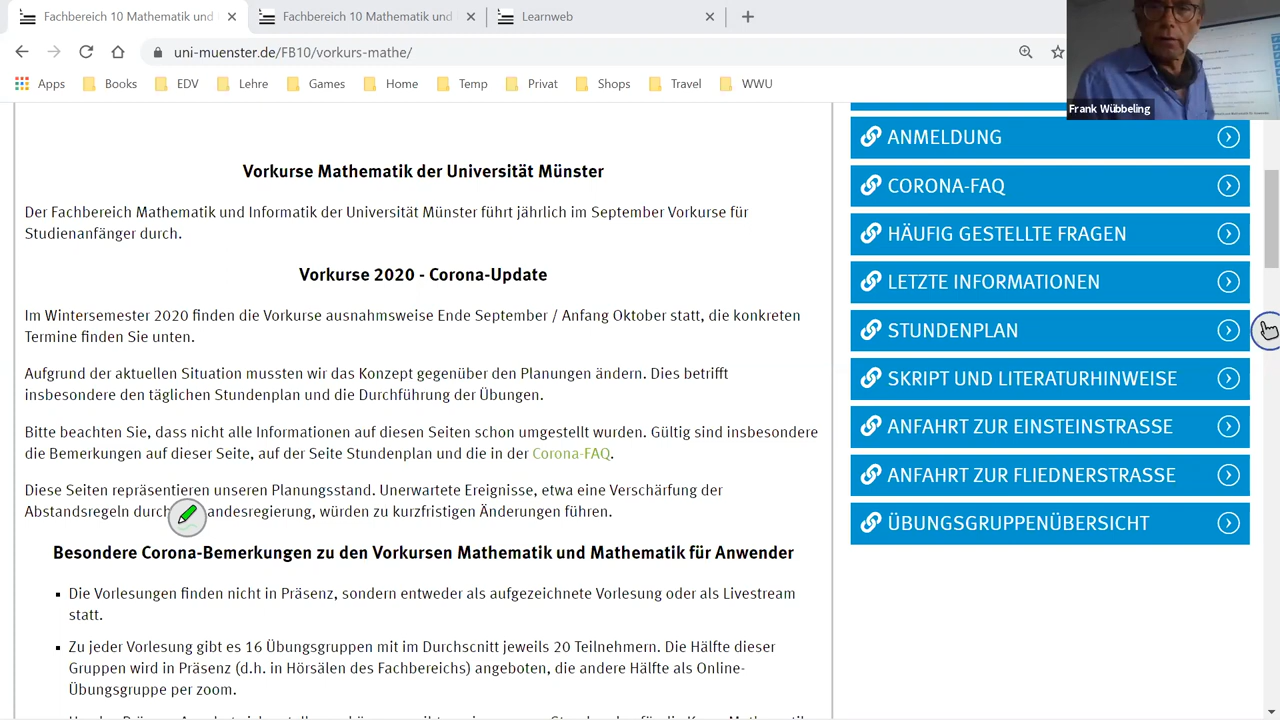 Fachbereich 10 Mathematik und
Fachbereich 10 Mathematik und
Learnweb
uni-muenster.de/FB10/vorkurs-mathe/
Apps Books EDV Lehre Games Home Temp Privat Shops Travel WWU
Frank Wübbeling
Vorkurse Mathematik der Universität Münster
Der Fachbereich Mathematik und Informatik der Universität Münster führt jährlich im September Vorkurse für
Studienanfänger durch.
Vorkurse 2020 - Corona-Update
Im Wintersemester 2020 finden die Vorkurse ausnahmsweise Ende September / Anfang Oktober statt, die konkreten
Termine finden Sie unten.
Aufgrund der aktuellen Situation mussten wir das Konzept gegenüber den Planungen ändern. Dies betrifft
insbesondere den täglichen Stundenplan und die Durchführung der Übungen.
Bitte beachten Sie, dass nicht alle Informationen auf diesen Seiten schon umgestellt wurden. Gültig sind insbesondere
die Bemerkungen auf dieser Seite, auf der Seite Stundenplan und die in der Corona-FAQ.
Diese Seiten repräsentieren unseren Planungsstand. Unerwartete Ereignisse, etwa eine Verschärfung der
Abstandsregeln durch andesregierung, würden zu kurzfristigen Änderungen führen.
Besondere Corona-Bemerkungen zu den Vorkursen Mathematik und Mathematik für Anwender
Die Vorlesungen finden nicht in Präsenz, sondern entweder als aufgezeichnete Vorlesung oder als Livestream
statt.
Zu jeder Vorlesung gibt es 16 Übungsgruppen mit im Durchscnitt jeweils 20 Teilnehmern. Die Hälfte dieser
Gruppen wird in Präsenz (d.h. in Hörsälen des Fachbereichs) angeboten, die andere Hälfte als Online-
Übungsgruppe per zoom.
ANMELDUNG
CORONA-FAQ
HÄUFIG GESTELLTE FRAGEN
LETZTE INFORMATIONEN
STUNDENPLAN
SKRIPT UND LITERATURHINWEISE
ANFAHRT ZUR EINSTEINSTRASSE
ANFAHRT ZUR FLIEDNERSTRASSE
ÜBUNGSGRUPPENÜBERSICHT